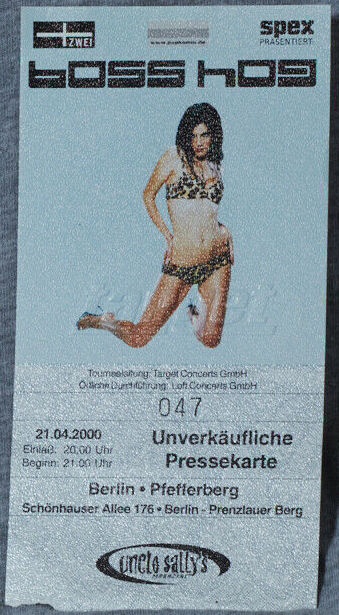 ZWEI
spex
PRÄSENTIERT
boss hog
target
Tourneeleitung: Target Concerts GmbH
Örtliche Durchführung: Loft Concerts GmbH
047
21.04.2000
Einlaß: 20.00 Uhr
Beginn: 21.00 Uhr
Unverkäufliche
Pressekarte
Berlin • Pfefferberg
Schönhauser Allee 176 • Berlin - Prenzlauer Berg
uncle sally's